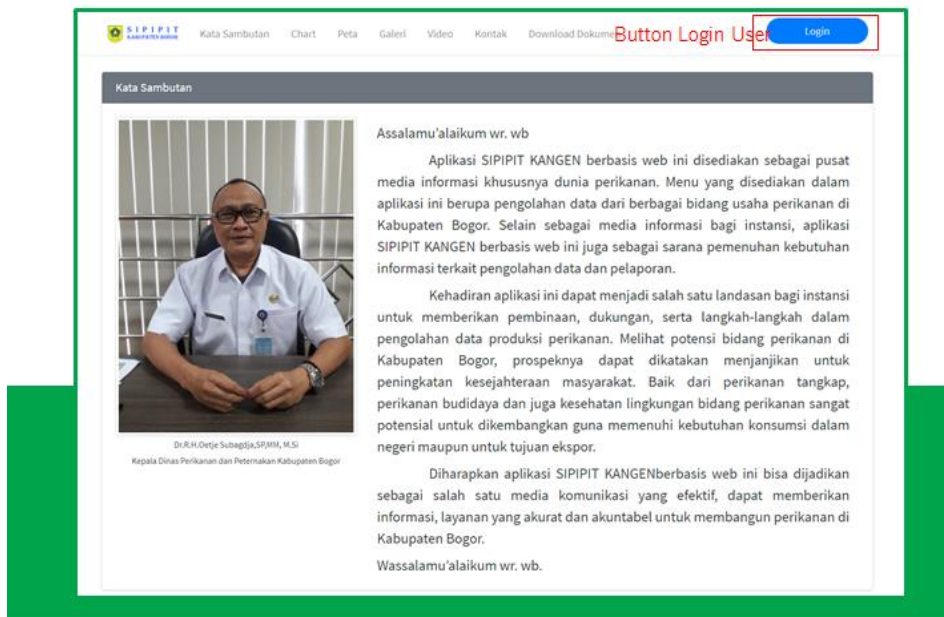 SIPIPIT
KABUPATEN BOGOR
Kata Sambutan Chart Peta Galeri Video Kontak Download Dokume
Button Login User
Login
Kata Sambutan
Assalamu'alaikum wr. wb
Aplikasi SIPIPIT KANGEN berbasis web ini disediakan sebagai pusat
media informasi khususnya dunia perikanan. Menu yang disediakan dalam
aplikasi ini berupa pengolahan data dari berbagai bidang usaha perikanan di
Kabupaten Bogor. Selain sebagai media informasi bagi instansi, aplikasi
SIPIPIT KANGEN berbasis web ini juga sebagai sarana pemenuhan kebutuhan
informasi terkait pengolahan data dan pelaporan.
Kehadiran aplikasi ini dapat menjadi salah satu landasan bagi instansi
untuk memberikan pembinaan, dukungan, serta langkah-langkah dalam
pengolahan data produksi perikanan. Melihat potensi bidang perikanan di
Kabupaten Bogor, prospeknya dapat dikatakan menjanjikan untuk
peningkatan kesejahteraan masyarakat. Baik dari perikanan tangkap,
perikanan budidaya dan juga kesehatan lingkungan bidang perikanan sangat
potensial untuk dikembangkan guna memenuhi kebutuhan konsumsi dalam
negeri maupun untuk tujuan ekspor.
Diharapkan aplikasi SIPIPIT KANGENberbasis web ini bisa dijadikan
sebagai salah satu media komunikasi yang efektif, dapat memberikan
informasi, layanan yang akurat dan akuntabel untuk membangun perikanan di
Kabupaten Bogor.
Wassalamu'alaikum wr. wb.
Dr.R.H.Oetje Subagdja,SP,MM, M.Si
Kepala Dinas Perikanan dan Peternakan Kabupaten Bogor